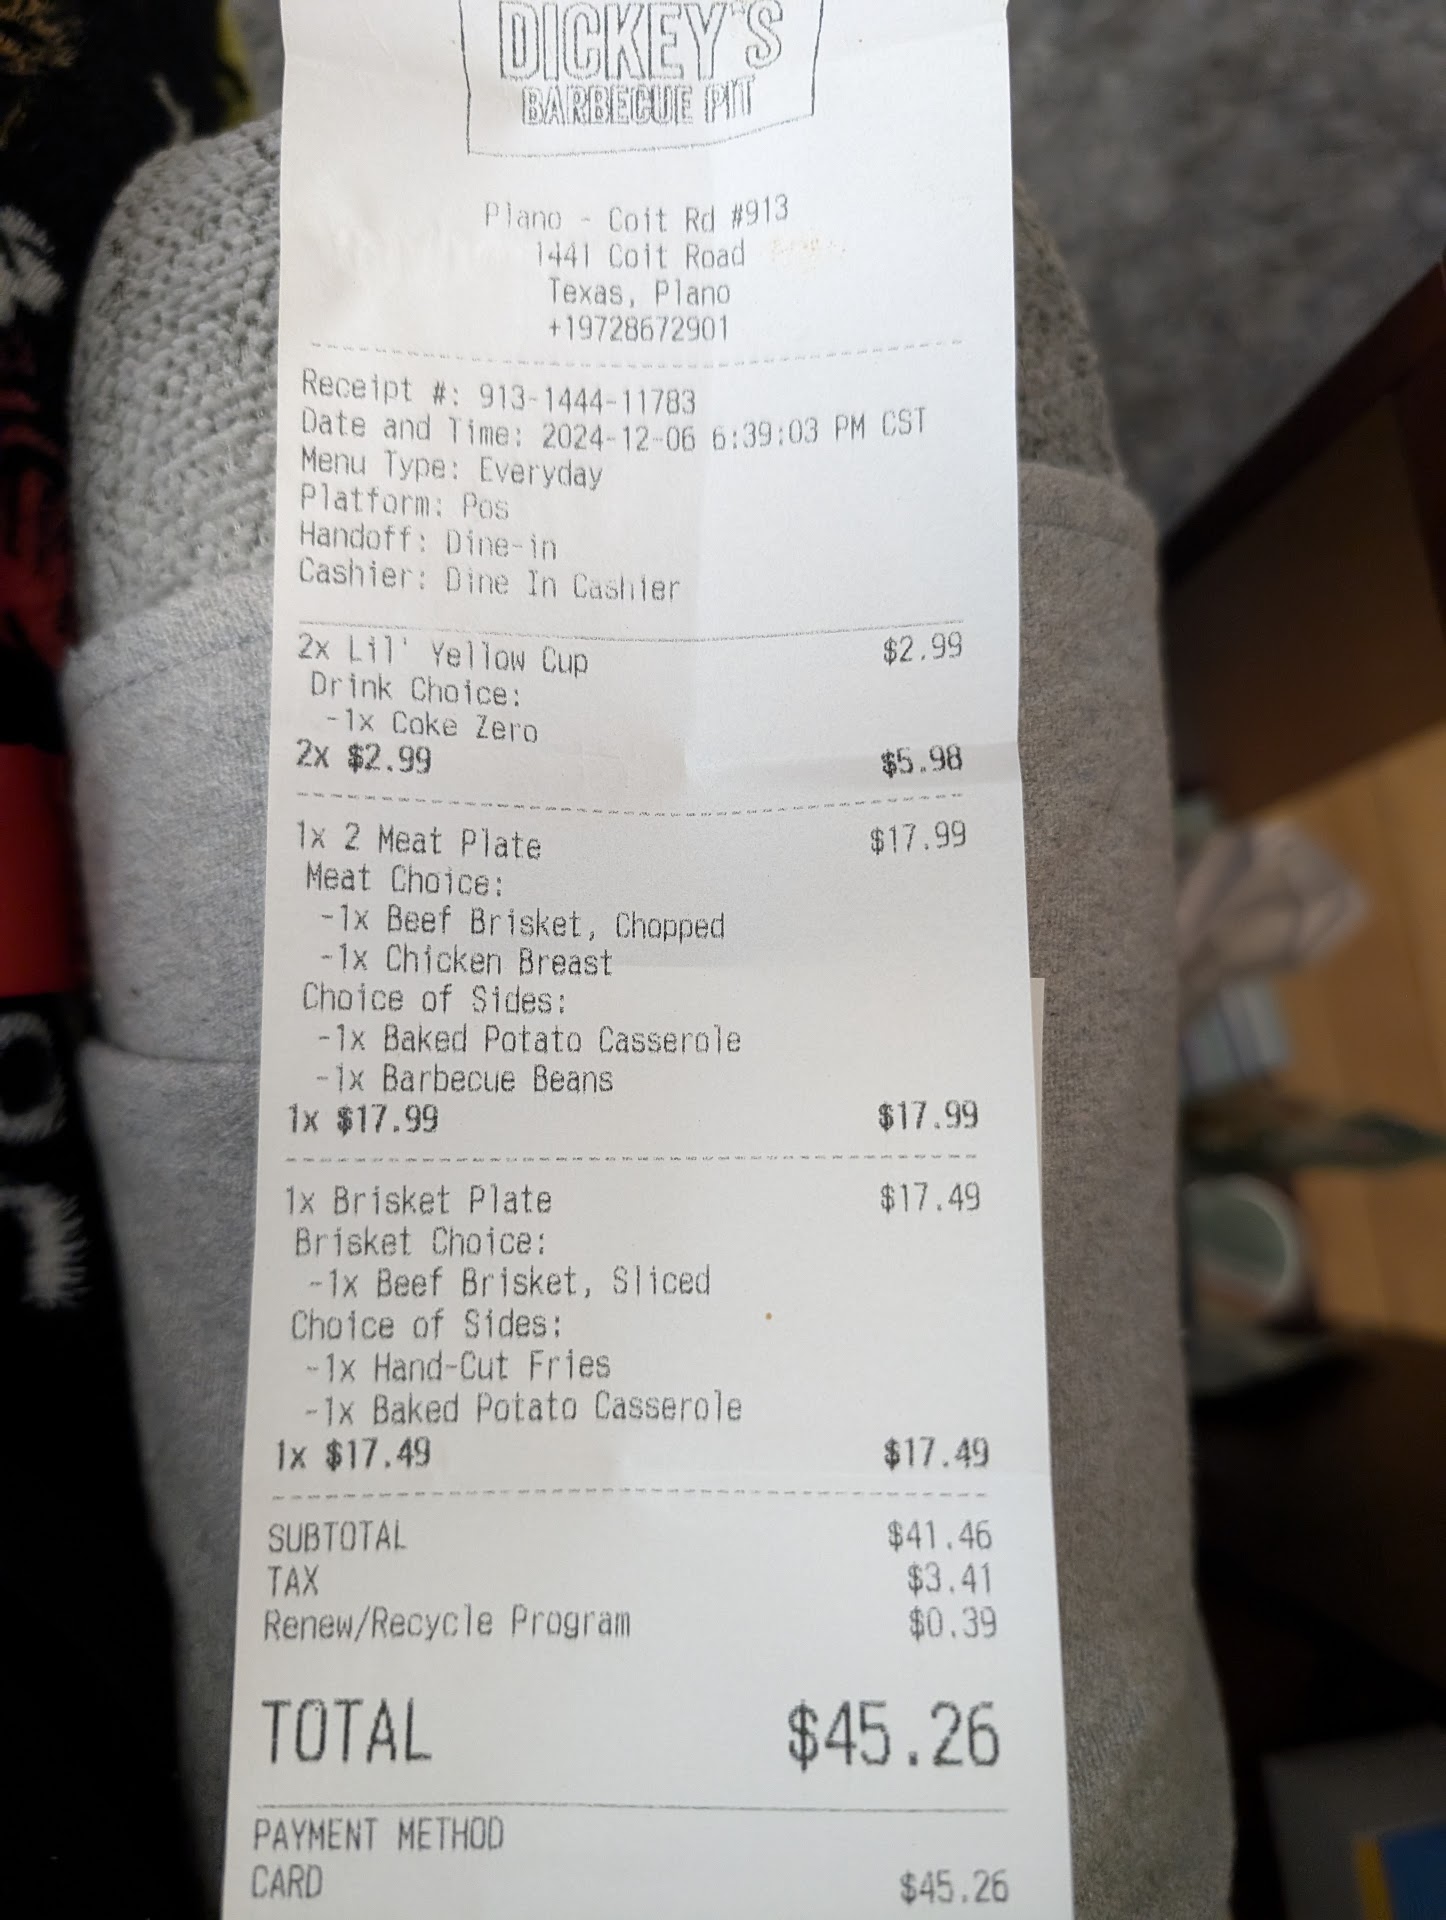 DICKEY'S
BARBECUE PIT
Plano - Coit Rd #913
1441 Coit Road
Texas, Plano
+19728672901
Receipt #: 913-1444-11783
Date and Time: 2024-12-06 6:39:03 PM CST
Menu Type: Everyday
Platform: Pos
Handoff: Dine-in
Cashier: Dine In Cashier
2x Lil' Yellow Cup $2.99
Drink Choice:
-1x Coke Zero
2x $2.99 $5.98
1x 2 Meat Plate $17.99
Meat Choice:
-1x Beef Brisket, Chopped
-1x Chicken Breast
Choice of Sides:
-1x Baked Potato Casserole
-1x Barbecue Beans
1x $17.99 $17.99
1x Brisket Plate $17.49
Brisket Choice:
-1x Beef Brisket, Sliced
Choice of Sides:
-1x Hand-Cut Fries
-1x Baked Potato Casserole
1x $17.49 $17.49
SUBTOTAL $41.46
TAX $3.41
Renew/Recycle Program $0.39
TOTAL $45.26
PAYMENT METHOD
CARD $45.26